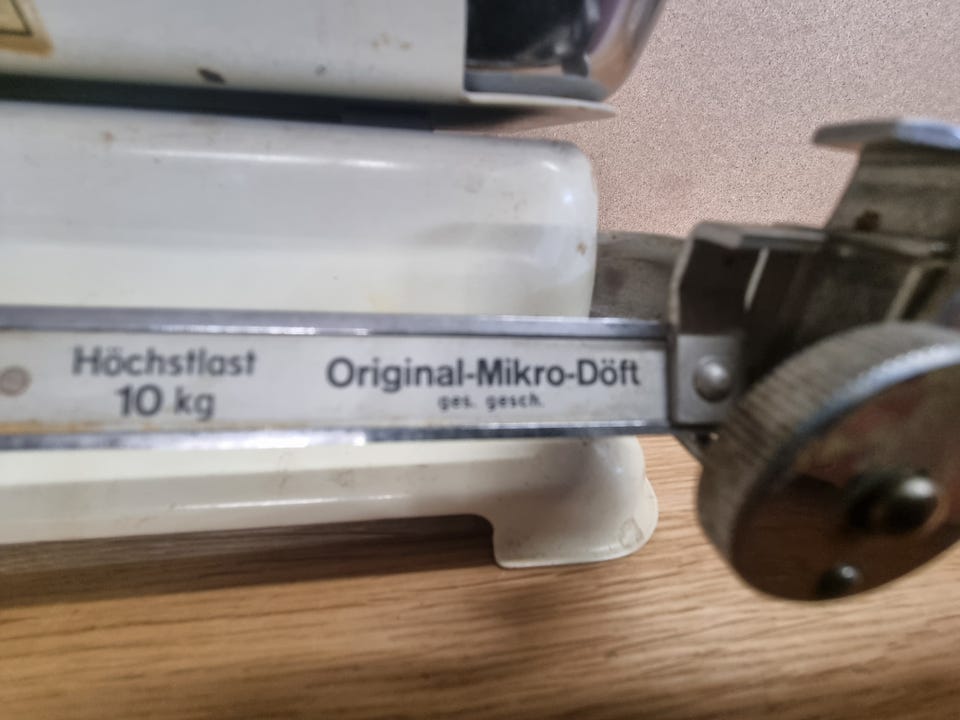 Höchstlast
10 kg
Original-Mikro-Döft
ges. gesch.